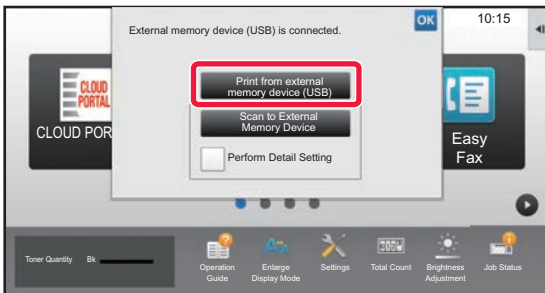 External memory device (USB) is connected.
OK
10:15
Print from external
memory device (USB)
CLOUD
PORTAL
Scan to External
Memory Device
CLOUD POR
Easy
Fax
Perform Detail Setting
Toner Quantity Bk
Operation
Guide
Enlarge
Display Mode
Settings
Total Count
Brightness
Adjustment
Job Status